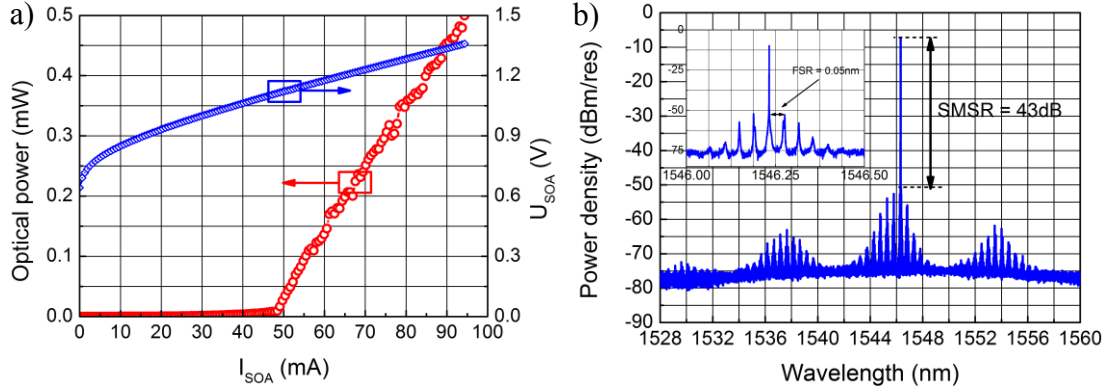 a)
Optical power (mW)
0.5
0.4
0.3
0.2
0.1
0.0
0 10 20 30 40 50 60 70 80 90 100
I_SOA (mA)
1.5
1.2
0.9
0.6
0.3
0.0
U_SOA (V)
b)
Power density (dBm/res)
0
-10
-20
-30
-40
-50
-60
-70
-80
-90
1528 1532 1536 1540 1544 1548 1552 1556 1560
Wavelength (nm)
SMSR = 43dB
0
-25
-50
-75
1546.00 1546.25 1546.50
FSR = 0.05nm